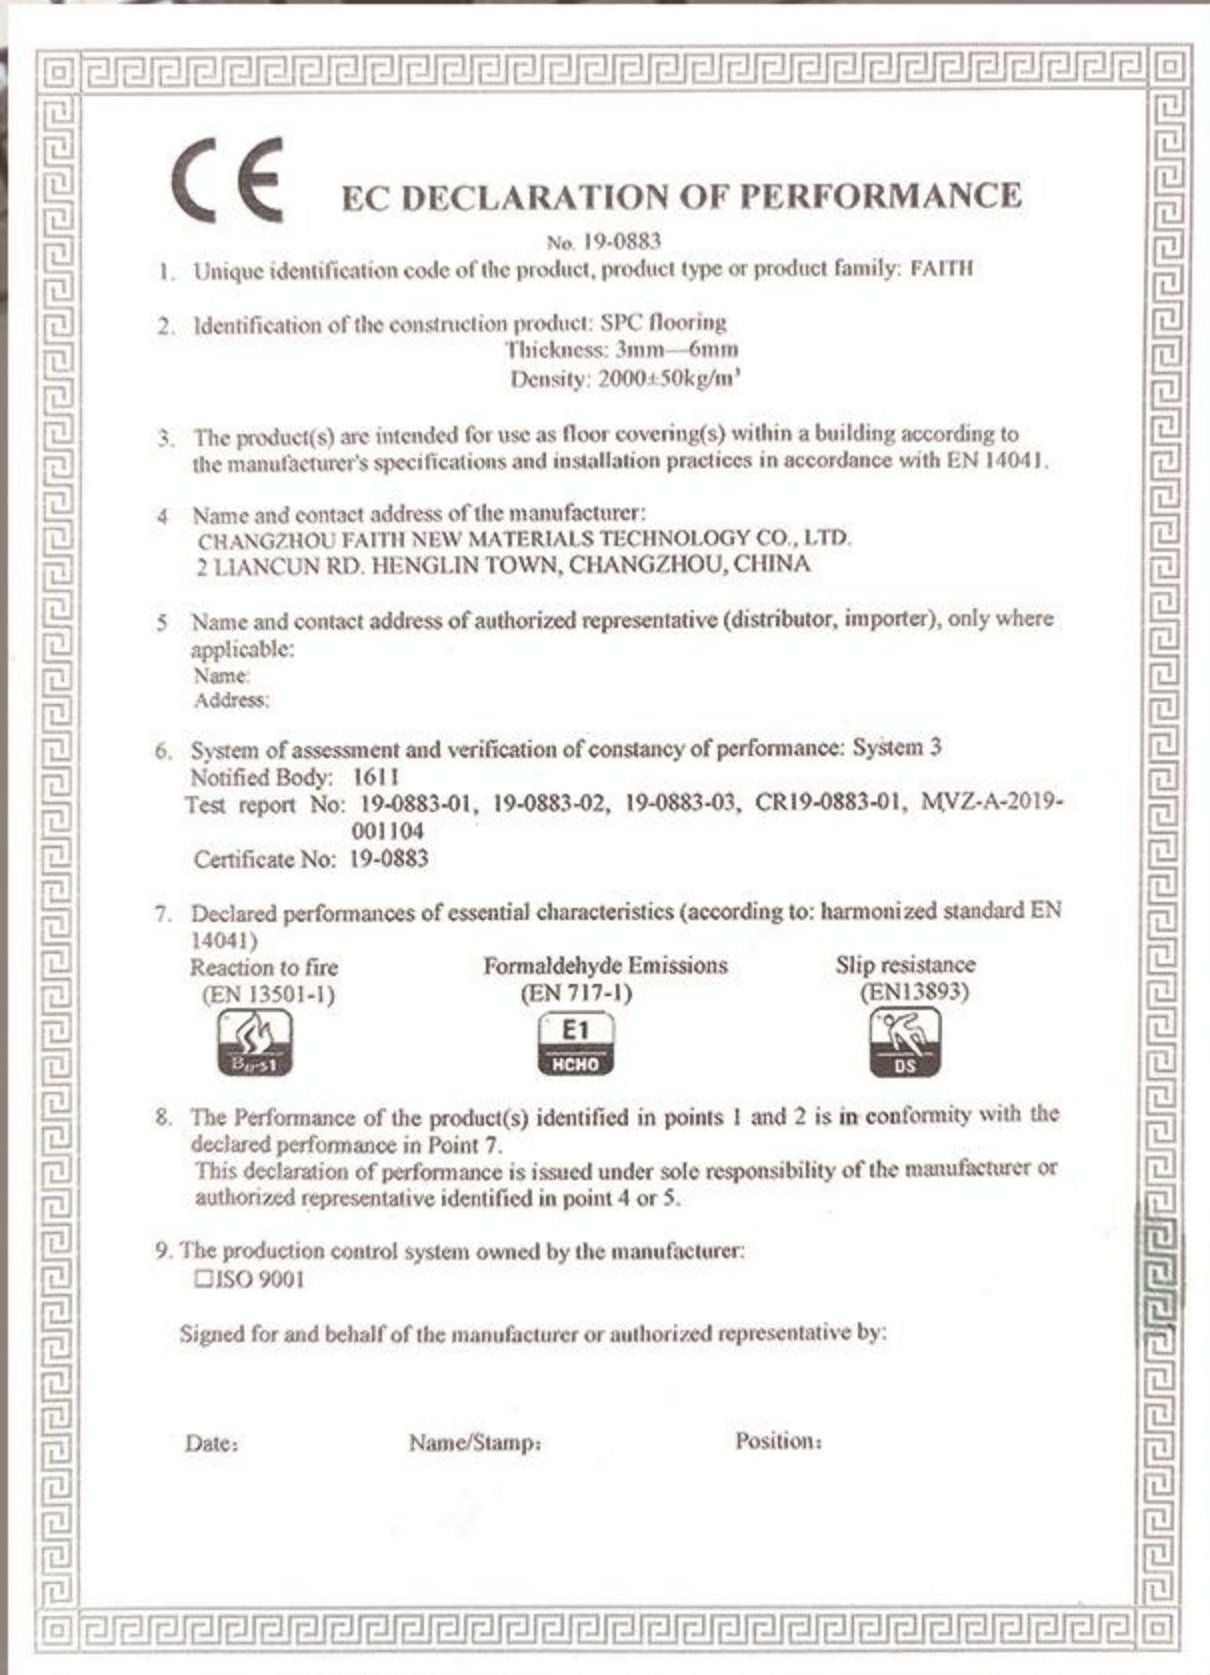 CE EC DECLARATION OF PERFORMANCE
No. 19-0883
1. Unique identification code of the product, product type or product family: FAITH
2. Identification of the construction product: SPC flooring
Thickness: 3mm—6mm
Density: 2000±50kg/m³
3. The product(s) are intended for use as floor covering(s) within a building according to
the manufacturer's specifications and installation practices in accordance with EN 14041.
4 Name and contact address of the manufacturer:
CHANGZHOU FAITH NEW MATERIALS TECHNOLOGY CO., LTD.
2 LIANCUN RD. HENGLIN TOWN, CHANGZHOU, CHINA
5 Name and contact address of authorized representative (distributor, importer), only where
applicable:
Name:
Address:
6. System of assessment and verification of constancy of performance: System 3
Notified Body: 1611
Test report No: 19-0883-01, 19-0883-02, 19-0883-03, CR19-0883-01, MVZ-A-2019-
001104
Certificate No: 19-0883
7. Declared performances of essential characteristics (according to: harmonized standard EN
14041)
Reaction to fire Formaldehyde Emissions Slip resistance
(EN 13501-1) (EN 717-1) (EN13893)
E1
Bfl-s1 HCHO DS
8. The Performance of the product(s) identified in points 1 and 2 is in conformity with the
declared performance in Point 7.
This declaration of performance is issued under sole responsibility of the manufacturer or
authorized representative identified in point 4 or 5.
9. The production control system owned by the manufacturer:
☐ISO 9001
Signed for and behalf of the manufacturer or authorized representative by:
Date: Name/Stamp: Position: